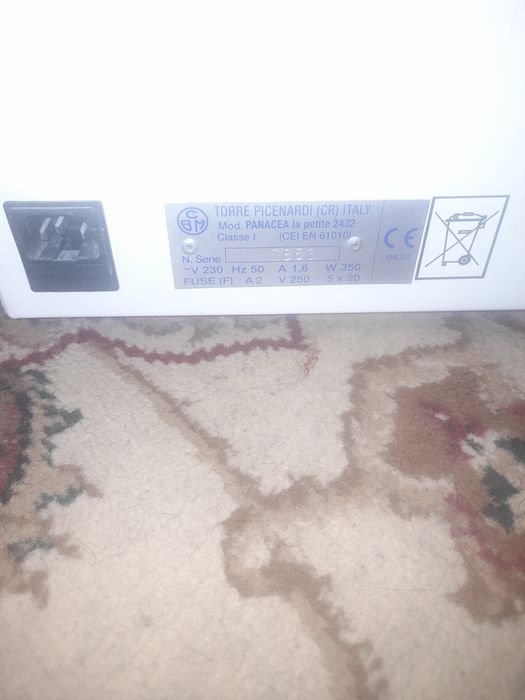 CBM
TORRE PICENARDI (CR) ITALY
Mod. PANACEA la petite 2432
Classe I (CEI EN 61010)
N. Serie
~V 230 Hz 50 A 1,6 W 350
FUSE (F) A 2 V 250 5 x 20
CE
0434